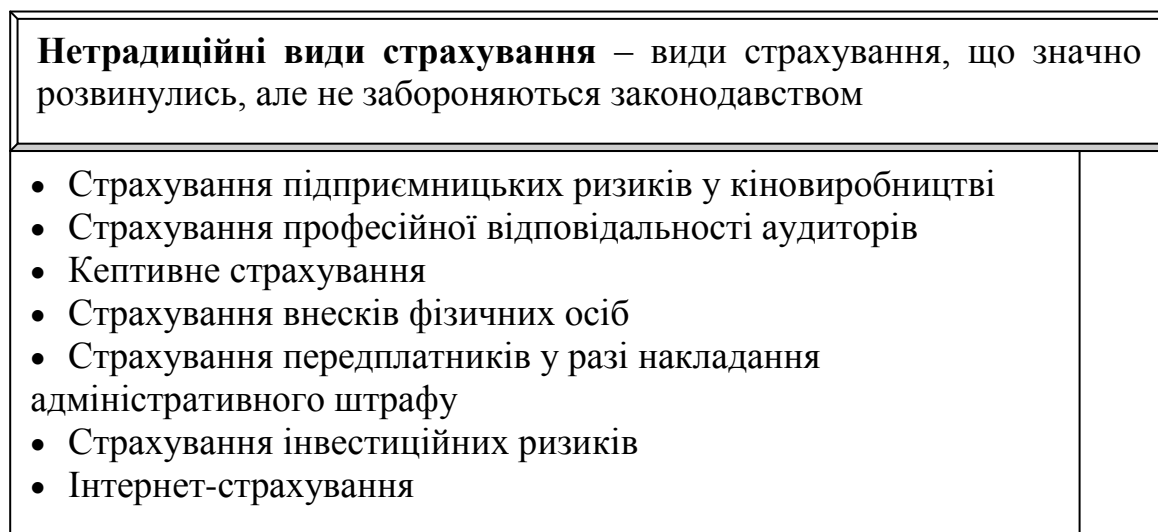 Нетрадиційні види страхування – види страхування, що значно
розвинулись, але не забороняються законодавством
• Страхування підприємницьких ризиків у кіновиробництві
• Страхування професійної відповідальності аудиторів
• Кептивне страхування
• Страхування внесків фізичних осіб
• Страхування передплатників у разі накладання
адміністративного штрафу
• Страхування інвестиційних ризиків
• Інтернет-страхування